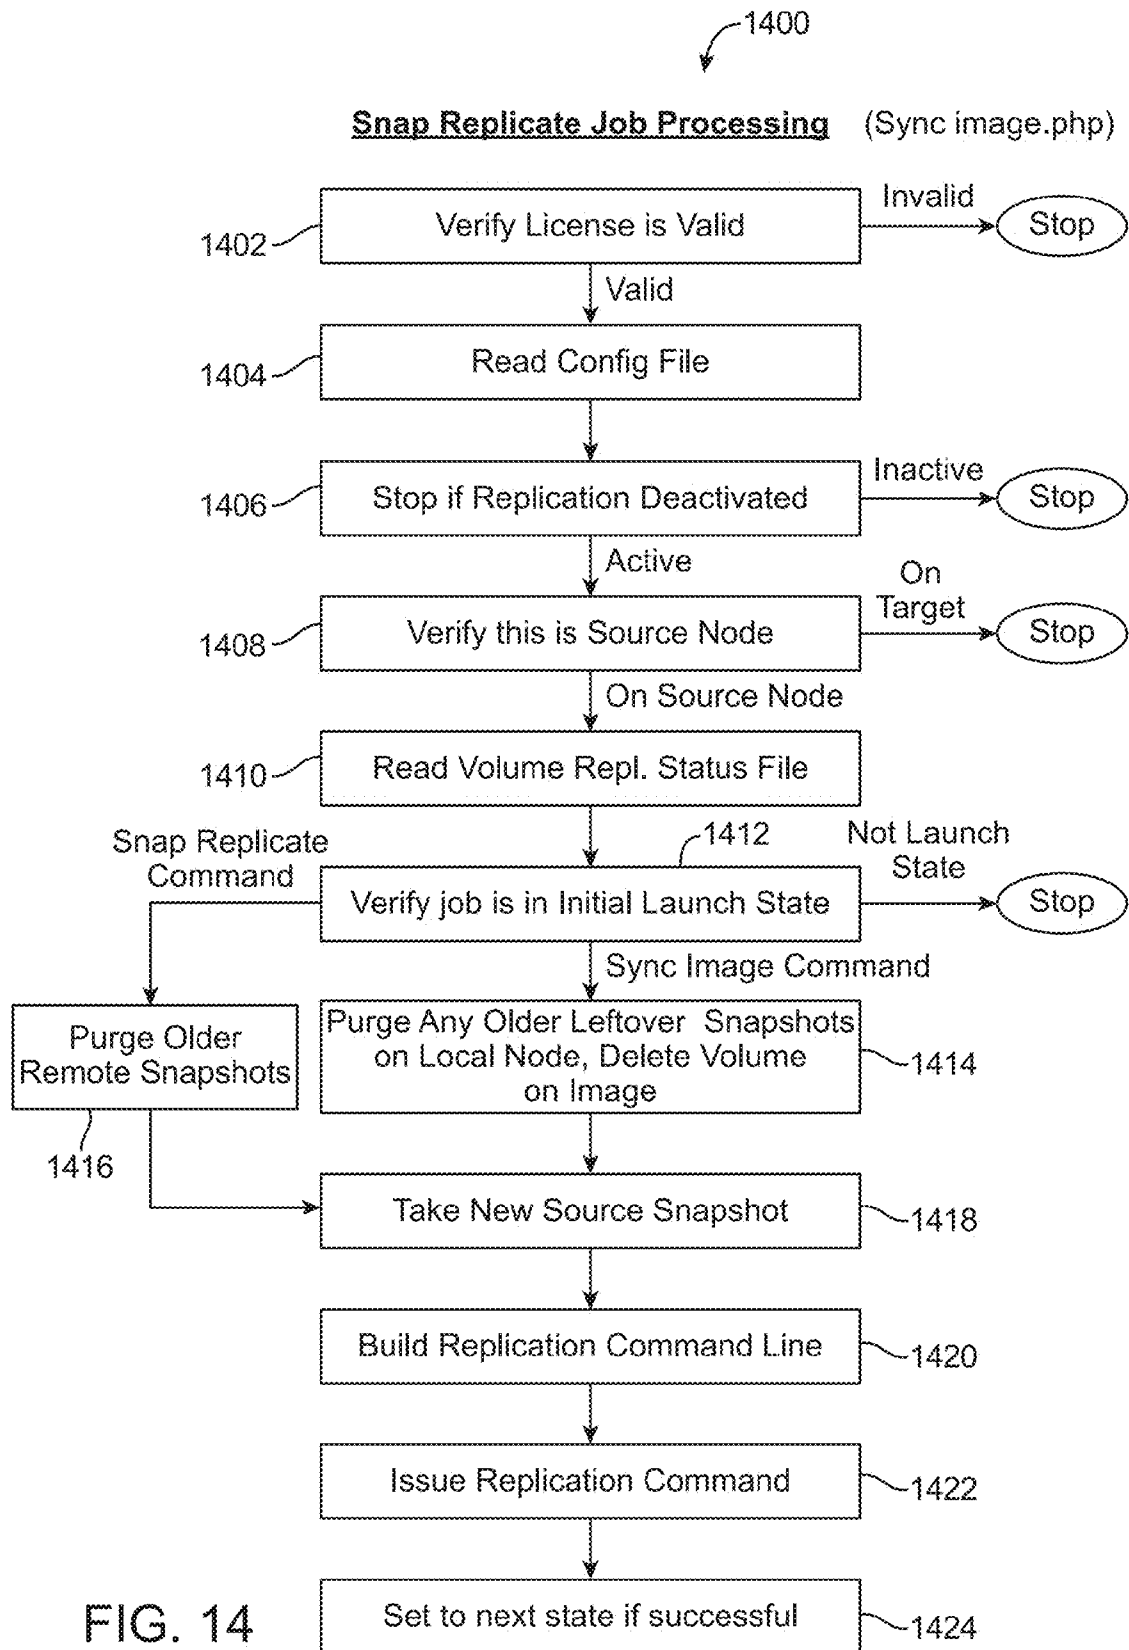 1400
Snap Replicate Job Processing (Sync image.php)
Verify License is Valid
Invalid
Stop
1402
Valid
Read Config File
1404
Stop if Replication Deactivated
Inactive
Stop
1406
Active
Verify this is Source Node
On
Target
Stop
1408
On Source Node
Read Volume Repl. Status File
1410
1412
Snap Replicate
Command
Verify job is in Initial Launch State
Not Launch
State
Stop
Sync Image Command
Purge Older
Remote Snapshots
1416
Purge Any Older Leftover Snapshots
on Local Node, Delete Volume
on Image
1414
Take New Source Snapshot
1418
Build Replication Command Line
1420
Issue Replication Command
1422
Set to next state if successful
1424
FIG. 14